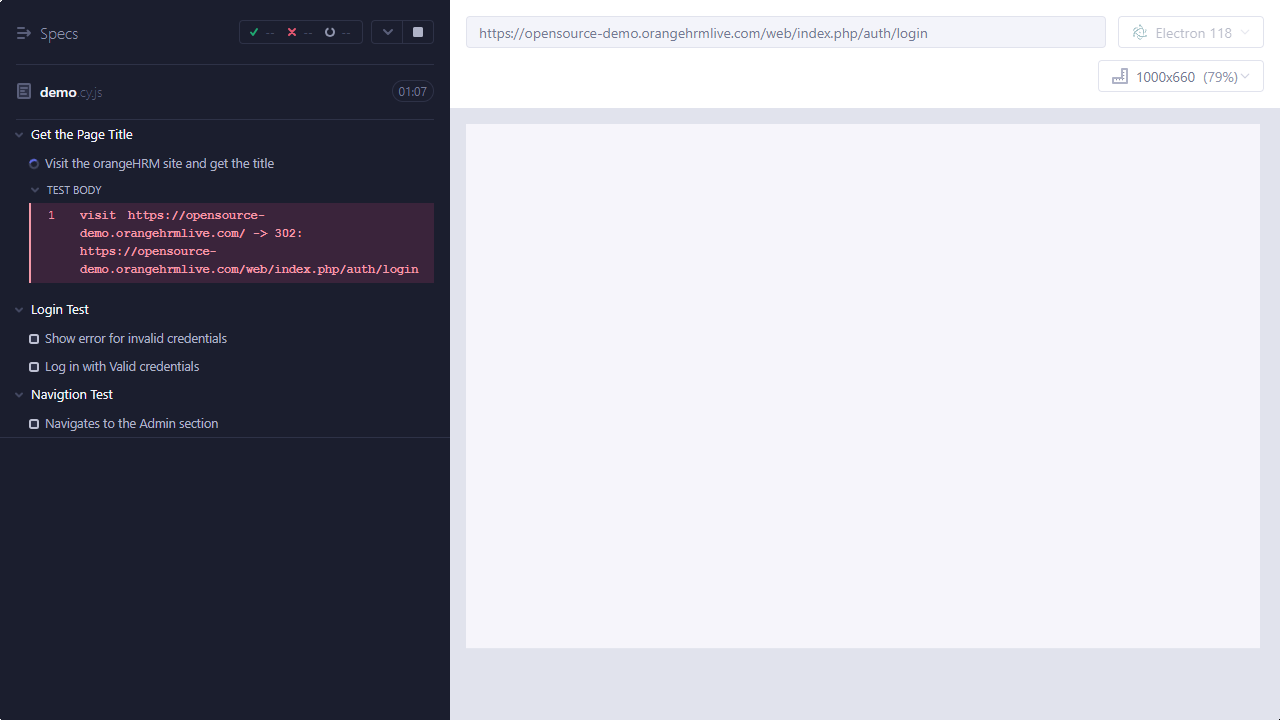 Specs
-- -- --
demo.cy.js
01:07
Get the Page Title
Visit the orangeHRM site and get the title
TEST BODY
1 visit https://opensource-
demo.orangehrmlive.com/ -> 302:
https://opensource-
demo.orangehrmlive.com/web/index.php/auth/login
Login Test
Show error for invalid credentials
Log in with Valid credentials
Navigtion Test
Navigates to the Admin section
https://opensource-demo.orangehrmlive.com/web/index.php/auth/login
Electron 118
1000x660 (79%)